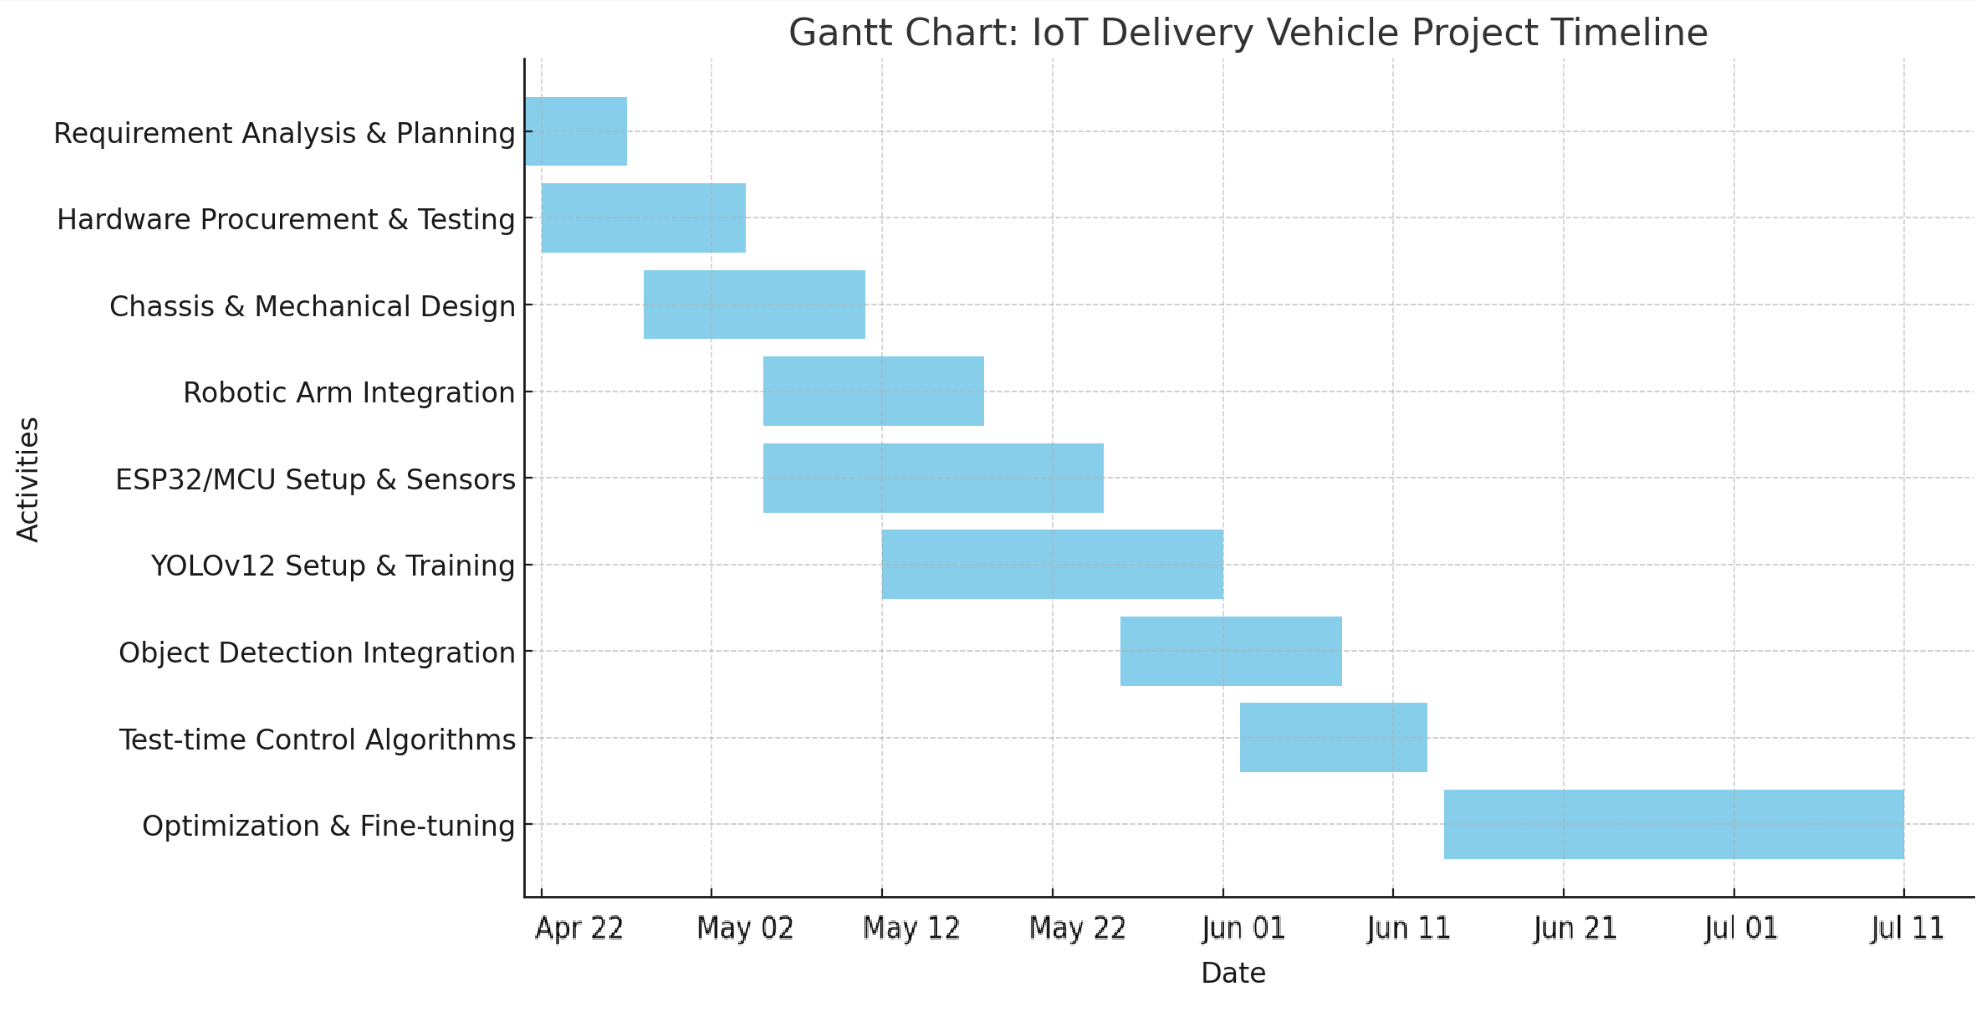 Gantt Chart: IoT Delivery Vehicle Project Timeline
Requirement Analysis & Planning
Hardware Procurement & Testing
Chassis & Mechanical Design
Robotic Arm Integration
ESP32/MCU Setup & Sensors
YOLOv12 Setup & Training
Object Detection Integration
Test-time Control Algorithms
Optimization & Fine-tuning
Activities
Apr 22 May 02 May 12 May 22 Jun 01 Jun 11 Jun 21 Jul 01 Jul 11
Date